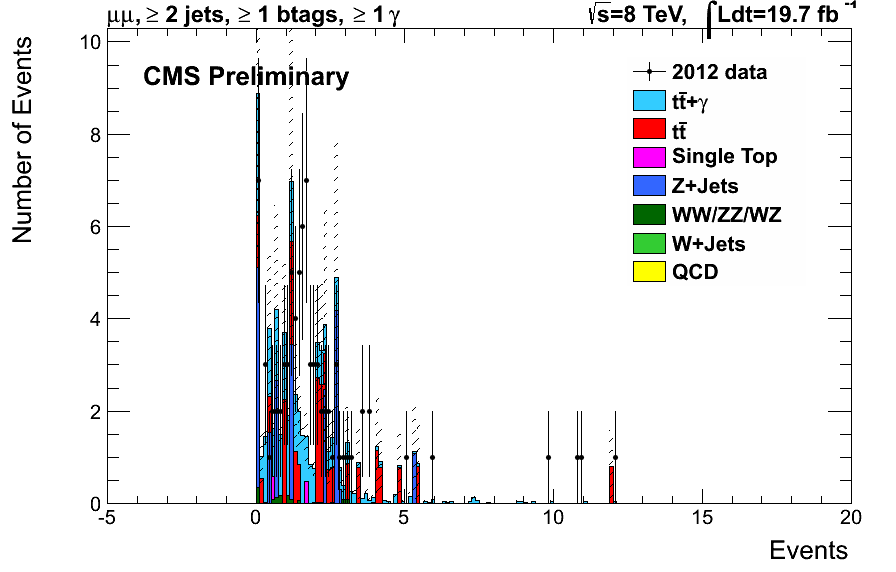 μμ, ≥ 2 jets, ≥ 1 btags, ≥ 1 γ
√s=8 TeV, ∫Ldt=19.7 fb⁻¹
CMS Preliminary
2012 data
tt̄+γ
tt̄
Single Top
Z+Jets
WW/ZZ/WZ
W+Jets
QCD
Number of Events
10
8
6
4
2
0
-5 0 5 10 15 20
Events